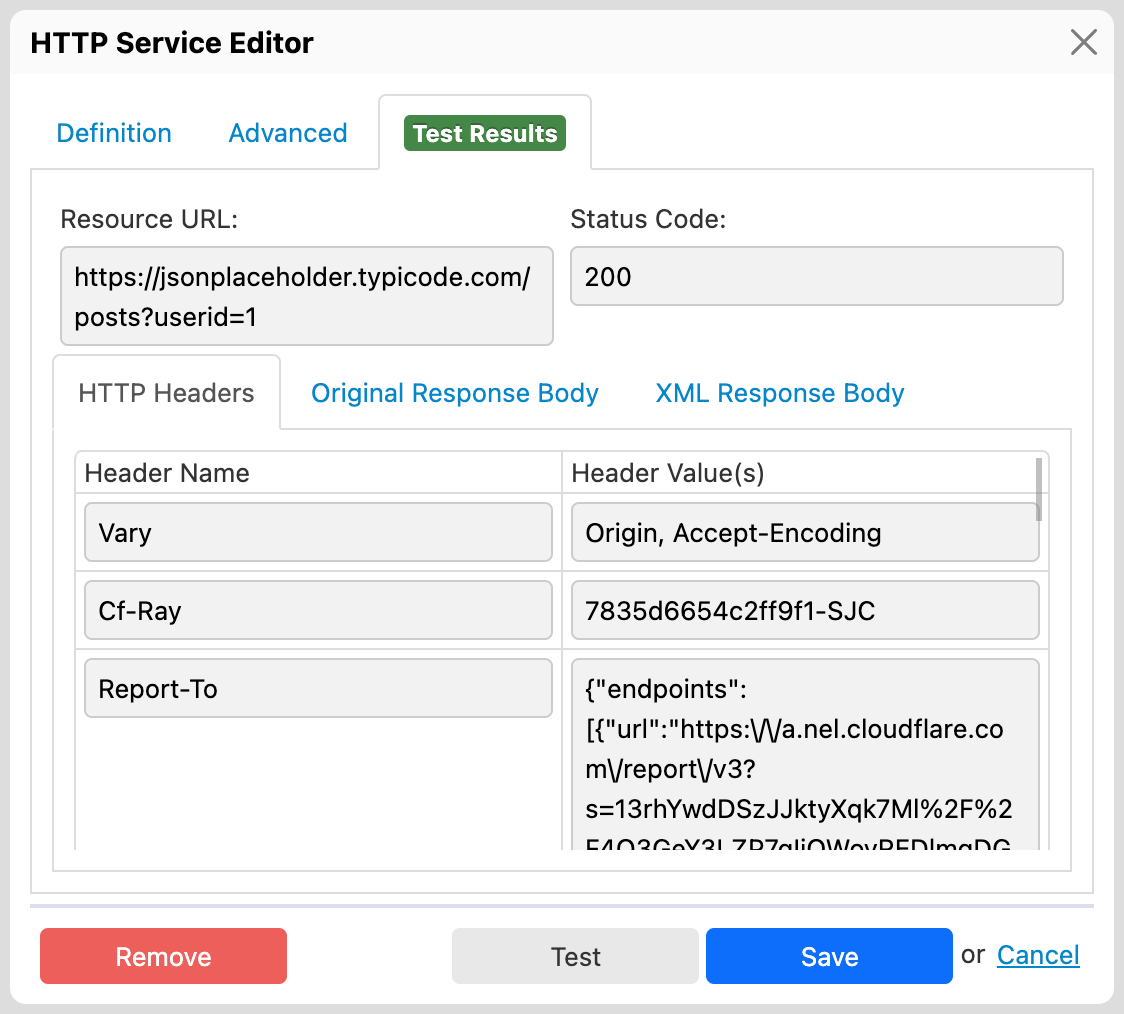 HTTP Service Editor
Definition Advanced Test Results
Resource URL: Status Code:
https://jsonplaceholder.typicode.com/
posts?userid=1
200
HTTP Headers Original Response Body XML Response Body
Header Name Header Value(s)
Vary Origin, Accept-Encoding
Cf-Ray 7835d6654c2ff9f1-SJC
Report-To {"endpoints":
[{"url":"https:\/\/a.nel.cloudflare.co
m\/report\/v3?
s=13rhYwdDSzJJktyXqk7Ml%2F%2
Remove Test Save or Cancel